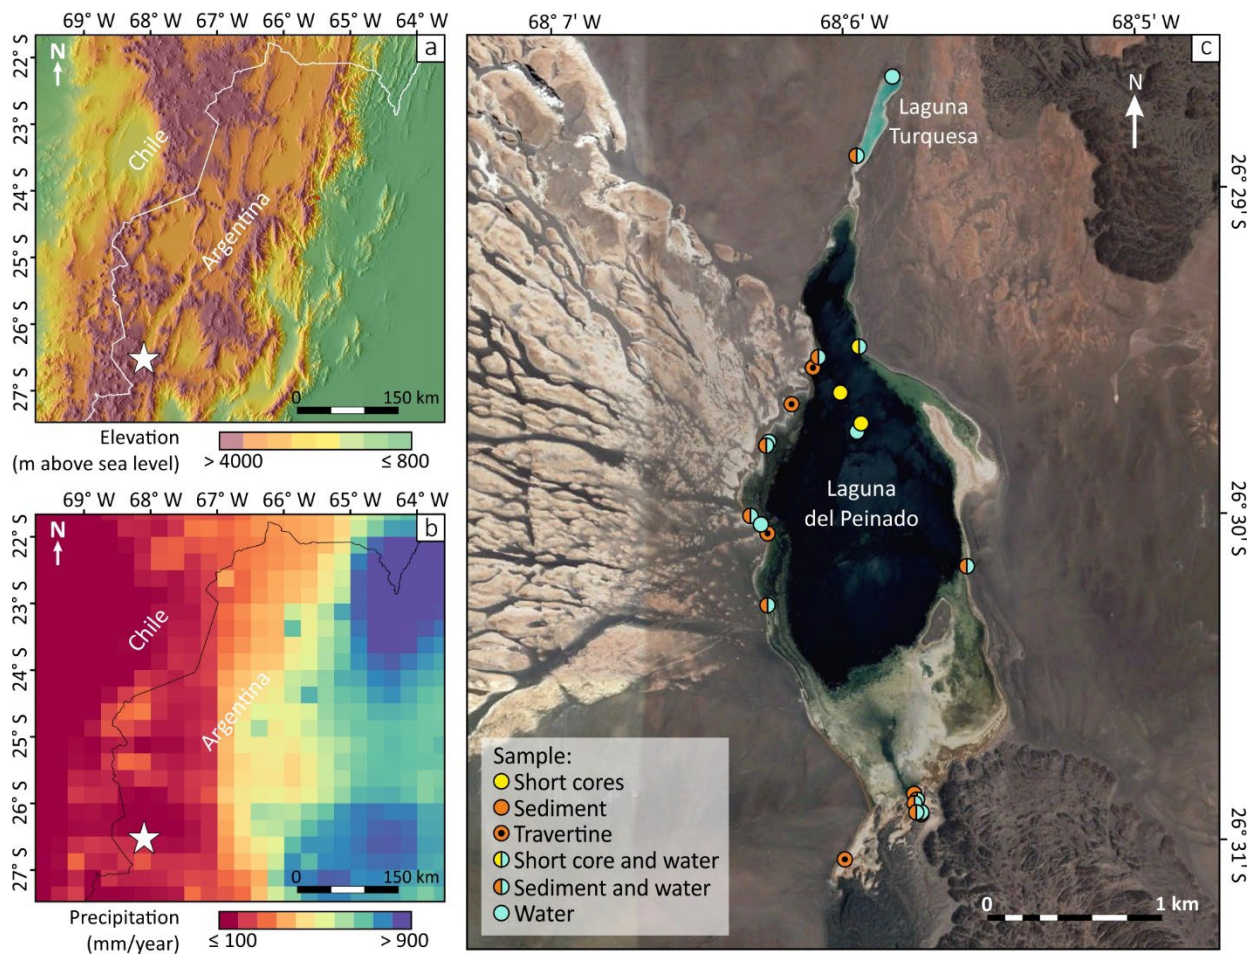 69° W 68° W 67° W 66° W 65° W 64° W
a
N
22° S
23° S
24° S
25° S
26° S
27° S
Chile
Argentina
0 150 km
Elevation
(m above sea level)
> 4000 ≤ 800
69° W 68° W 67° W 66° W 65° W 64° W
b
N
22° S
23° S
24° S
25° S
26° S
27° S
Chile
Argentina
0 150 km
Precipitation
(mm/year)
≤ 100 > 900
68° 7' W 68° 6' W 68° 5' W
c
N
Laguna
Turquesa
26° 29' S
Laguna
del Peinado
26° 30' S
26° 31' S
Sample:
Short cores
Sediment
Travertine
Short core and water
Sediment and water
Water
0 1 km